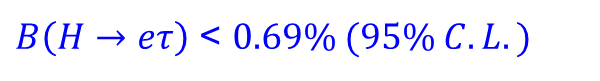 B(H → eτ) < 0.69% (95% C.L.)